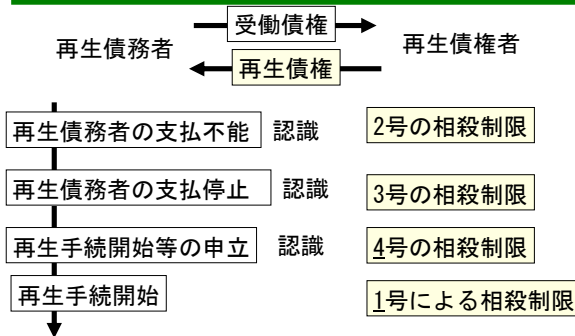 受働債権
再生債務者
再生債権者
再生債権
再生債務者の支払不能 認識 2号の相殺制限
再生債務者の支払停止 認識 3号の相殺制限
再生手続開始等の申立 認識 4号の相殺制限
再生手続開始 1号による相殺制限